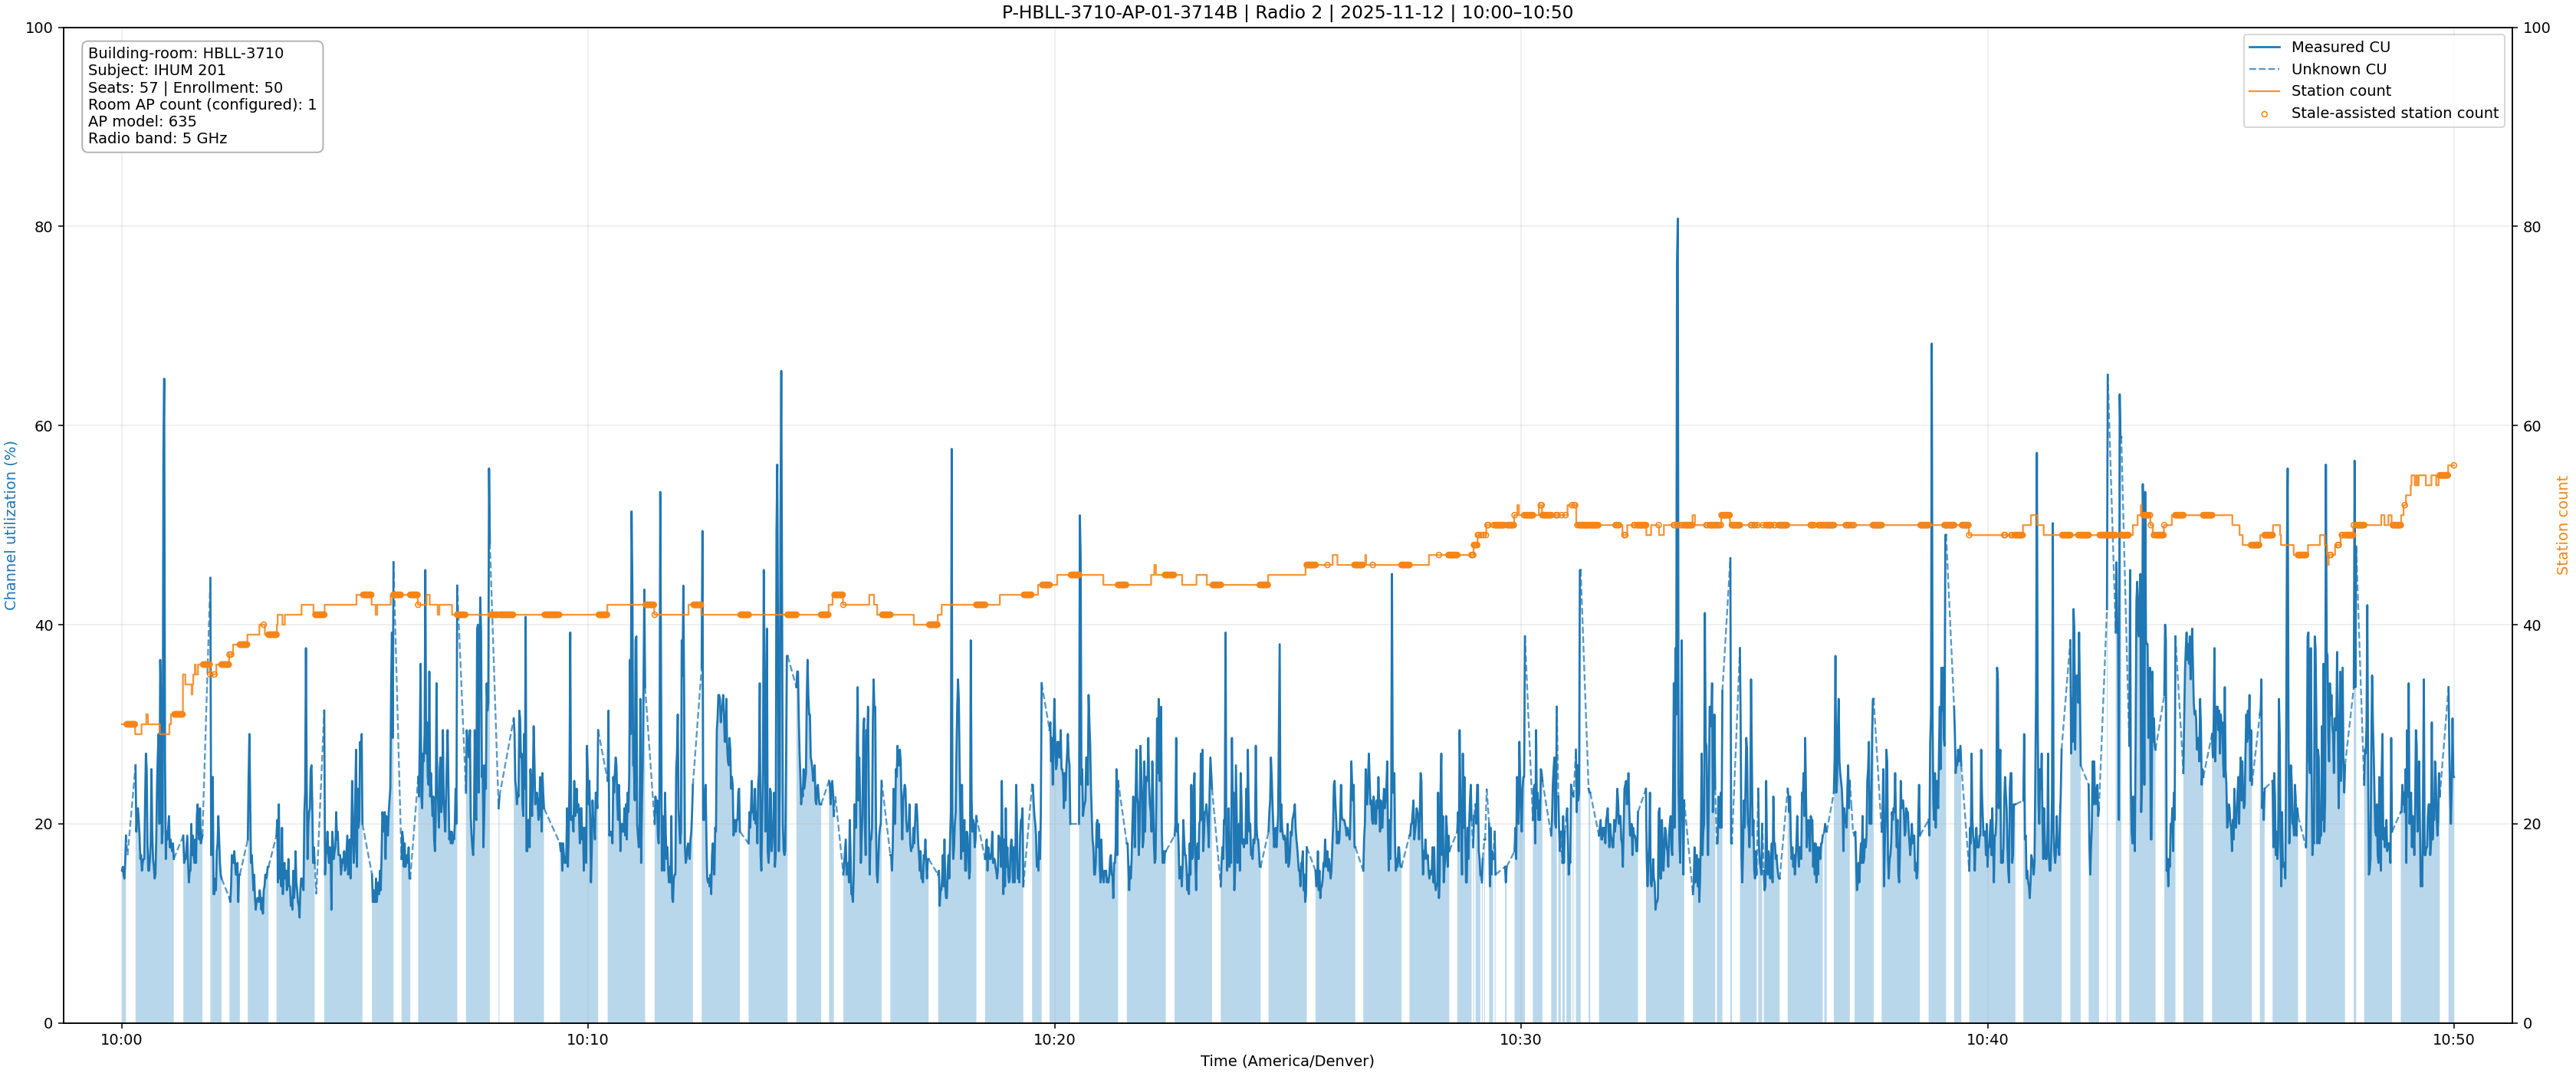 P-HBLL-3710-AP-01-3714B | Radio 2 | 2025-11-12 | 10:00–10:50
Building-room: HBLL-3710
Subject: IHUM 201
Seats: 57 | Enrollment: 50
Room AP count (configured): 1
AP model: 635
Radio band: 5 GHz
Measured CU
Unknown CU
Station count
Stale-assisted station count
Channel utilization (%)
100
80
60
40
20
0
100
80
60
40
20
0
Station count
10:00
10:10
10:20
10:30
10:40
10:50
Time (America/Denver)